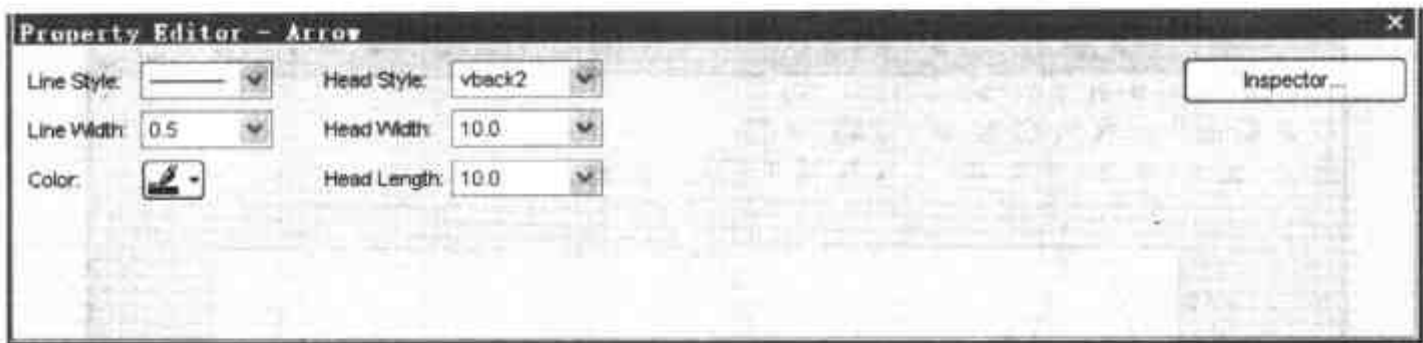 Property Editor - Arrow
Line Style: Head Style: vback2 Inspector...
Line Width: 0.5 Head Width: 10.0
Color: Head Length: 10.0